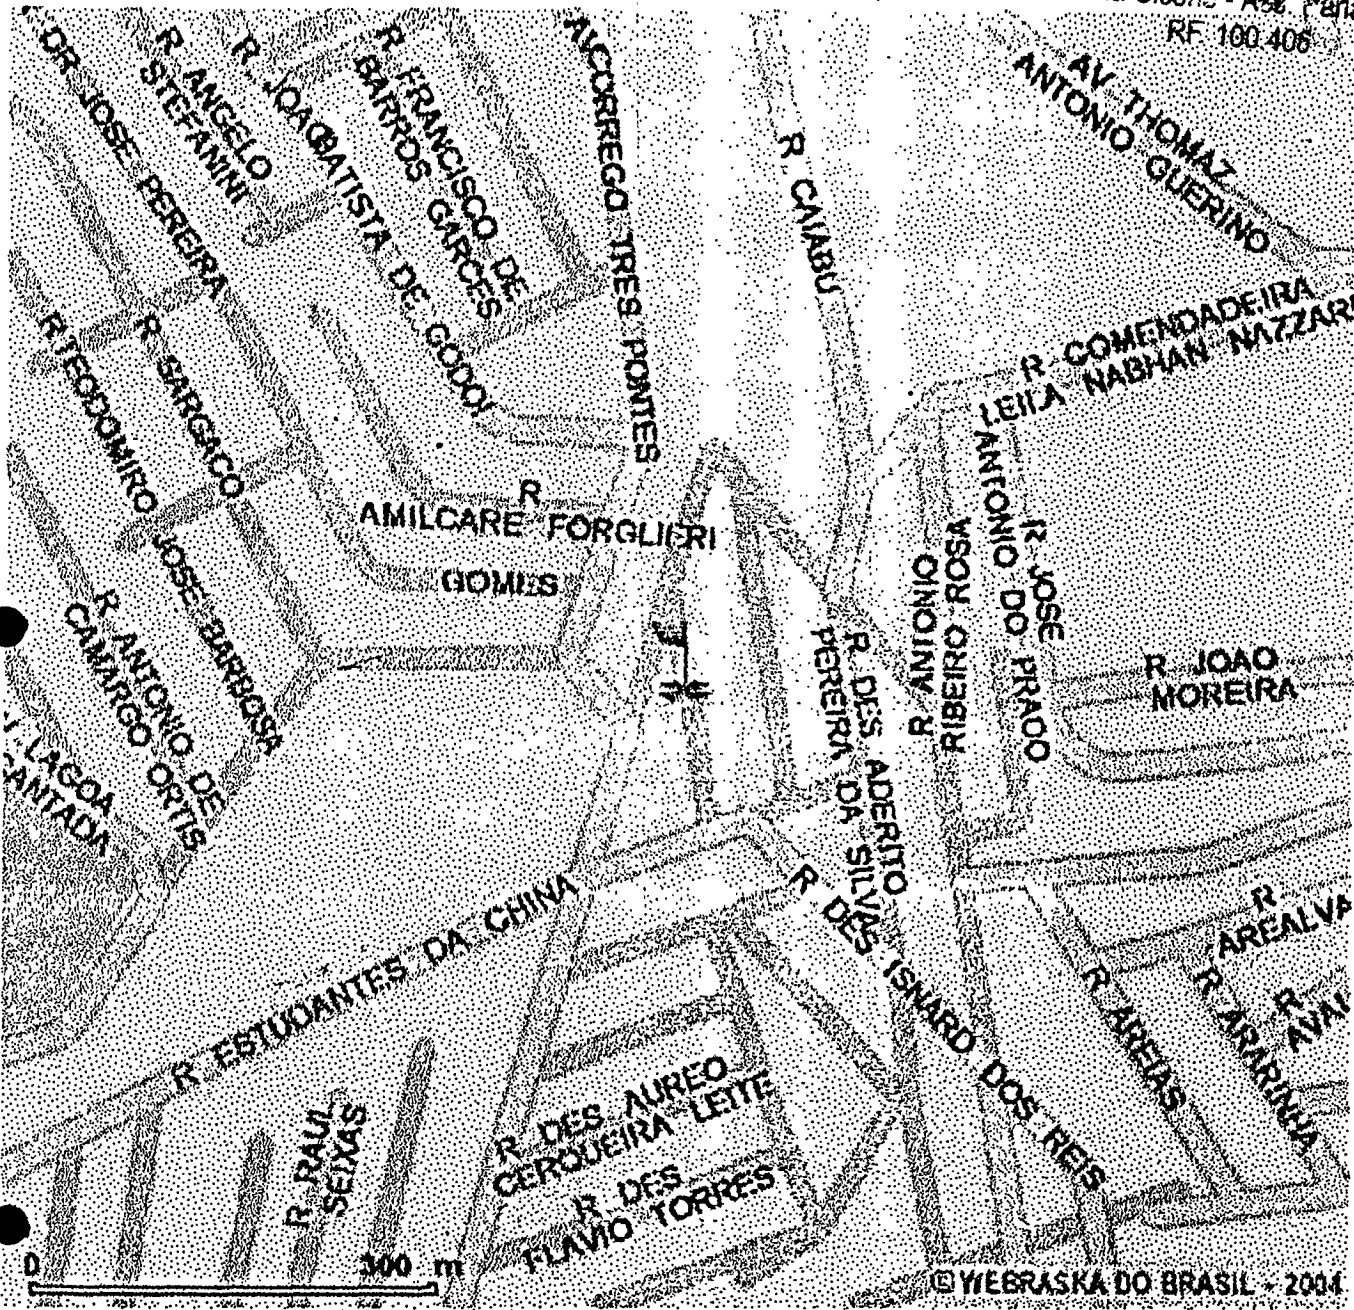 RF 100.406
DR JOSE PEREIRA
R ANGELO
STEFANINI
R JOAO BATISTA DE GODOI
R FRANCISCO DE
BARROS GARCES
AV CORREGO TRES PONTES
R CAIABU
AV THOMAZ
ANTONIO GUERINO
R COMENDADEIRA
LEILA NABHAN NAZZARI
R TEODOMIRO
R SARGACO
R
AMILCARE FORGLIERI
GOMES
JOSE BARBOSA
R ANTONIO DE
CAMARGO ORTIS
LAGOA
R DES ADERITO
PEREIRA DA SILVA
R ANTONIO
RIBEIRO ROSA
R JOSE
ANTONIO DO PRADO
R JOAO
MOREIRA
R ESTUDANTES DA CHINA
R DES ISNARD DOS REIS
R
AREALVA
R AREIAS
R ARARINHA
R
AVAI
R RAUL
SEIXAS
R DES AUREO
CERQUEIRA LEITE
R DES
FLAVIO TORRES
0 300 m
© WEBRASKA DO BRASIL - 2004